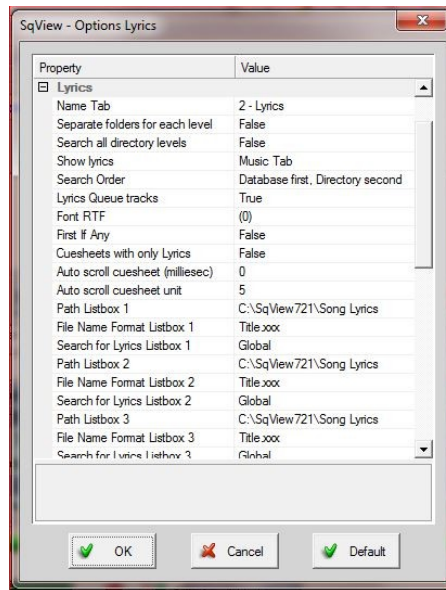 SqView - Options Lyrics
Property Value
Lyrics
Name Tab 2 - Lyrics
Separate folders for each level False
Search all directory levels False
Show lyrics Music Tab
Search Order Database first, Directory second
Lyrics Queue tracks True
Font RTF (0)
First If Any False
Cuesheets with only Lyrics False
Auto scroll cuesheet (milliesec) 0
Auto scroll cuesheet unit 5
Path Listbox 1 C:\SqView721\Song Lyrics
File Name Format Listbox 1 Title.xxx
Search for Lyrics Listbox 1 Global
Path Listbox 2 C:\SqView721\Song Lyrics
File Name Format Listbox 2 Title.xxx
Search for Lyrics Listbox 2 Global
Path Listbox 3 C:\SqView721\Song Lyrics
File Name Format Listbox 3 Title.xxx
Search for Lyrics Listbox 3 Global
OK Cancel Default